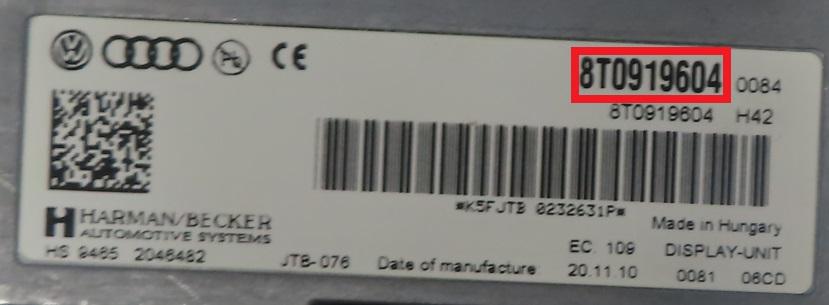 8T0919604 0084
8T0919604 H42
*K5FJTB 0232631P*
HARMAN/BECKER
AUTOMOTIVE SYSTEMS
Made in Hungary
HS 9465 2046482 JTB-076 Date of manufacture
EC. 109 DISPLAY-UNIT
20.11.10 0081 06CD